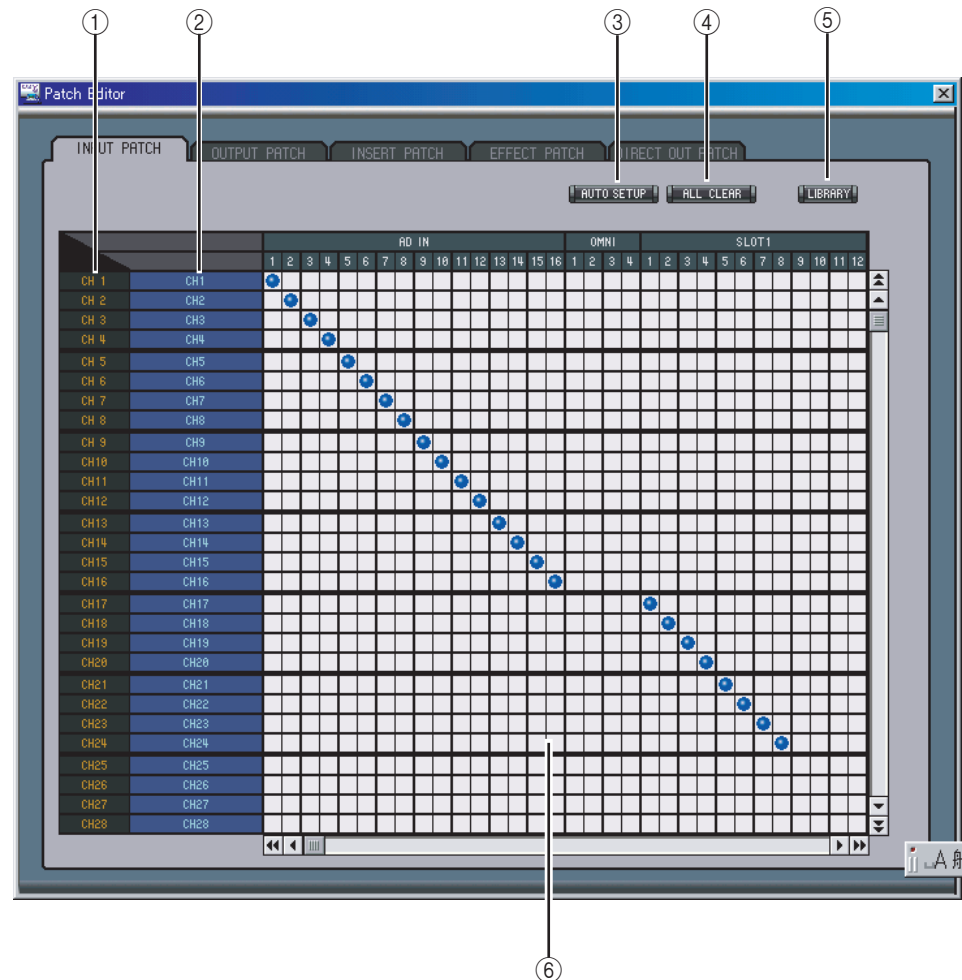 ① ② ③ ④ ⑤
Patch Editor
INPUT PATCH OUTPUT PATCH INSERT PATCH EFFECT PATCH DIRECT OUT PATCH
AUTO SETUP ALL CLEAR LIBRARY
AD IN OMNI SLOT1
1 2 3 4 5 6 7 8 9 10 11 12 13 14 15 16 1 2 3 4 1 2 3 4 5 6 7 8 9 10 11 12
CH 1 CH1
CH 2 CH2
CH 3 CH3
CH 4 CH4
CH 5 CH5
CH 6 CH6
CH 7 CH7
CH 8 CH8
CH 9 CH9
CH10 CH10
CH11 CH11
CH12 CH12
CH13 CH13
CH14 CH14
CH15 CH15
CH16 CH16
CH17 CH17
CH18 CH18
CH19 CH19
CH20 CH20
CH21 CH21
CH22 CH22
CH23 CH23
CH24 CH24
CH25 CH25
CH26 CH26
CH27 CH27
CH28 CH28
A 般
⑥